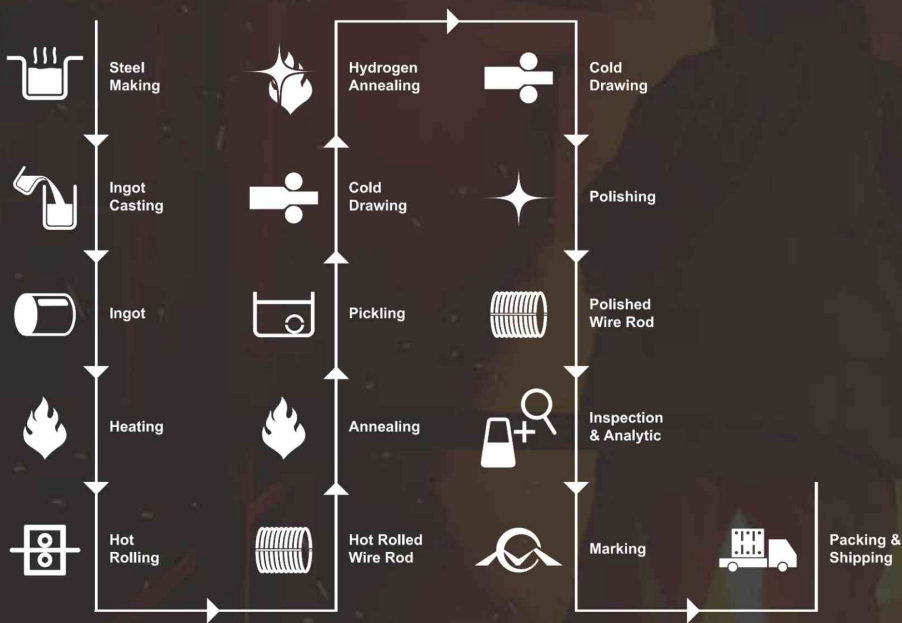 Steel
Making
Ingot
Casting
Ingot
Heating
Hot
Rolling
Hot Rolled
Wire Rod
Annealing
Pickling
Cold
Drawing
Hydrogen
Annealing
Cold
Drawing
Polishing
Polished
Wire Rod
Inspection
& Analytic
Marking
Packing &
Shipping